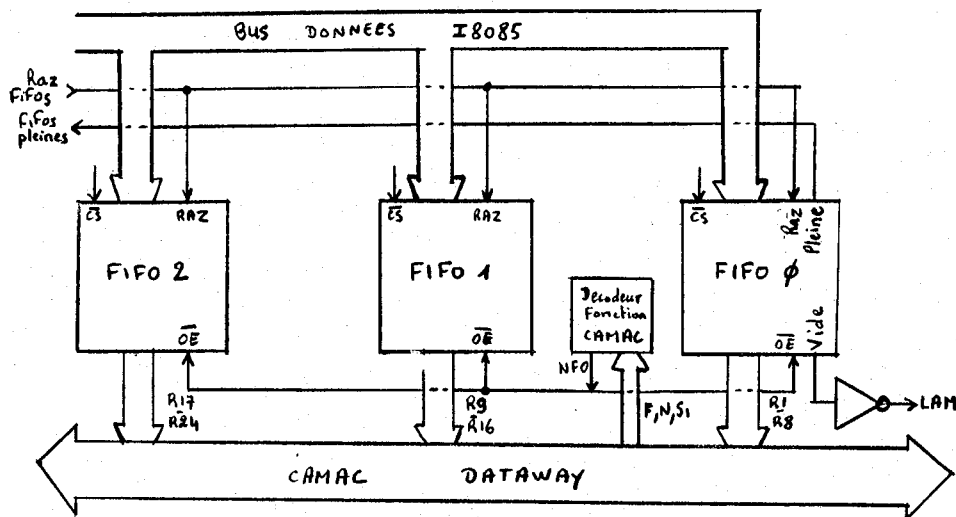 BUS DONNEES I8085
Raz
FIFOs
FIFOs
pleines
CS
RAZ
CS
RAZ
CS
Raz
Pleine
FIFO 2
FIFO 1
FIFO ϕ
Decodeur
Fonction
CAMAC
OE
OE
OE
Vide
NFO
R17
R24
R9
R16
F,N,S1
R1
R8
LAM
CAMAC DATAWAY